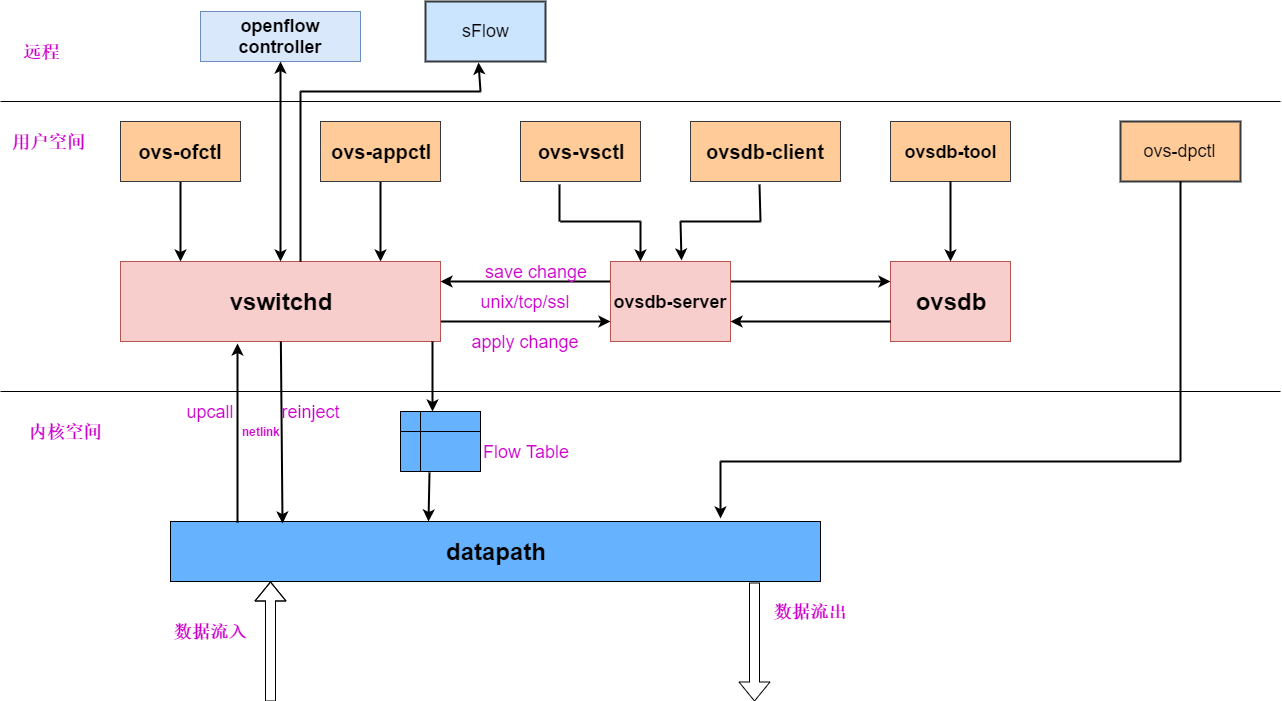 openflow
controller
sFlow
远程
用户空间
ovs-ofctl
ovs-appctl
ovs-vsctl
ovsdb-client
ovsdb-tool
ovs-dpctl
vswitchd
save change
unix/tcp/ssl
apply change
ovsdb-server
ovsdb
内核空间
upcall
netlink
reinject
Flow Table
datapath
数据流入
数据流出